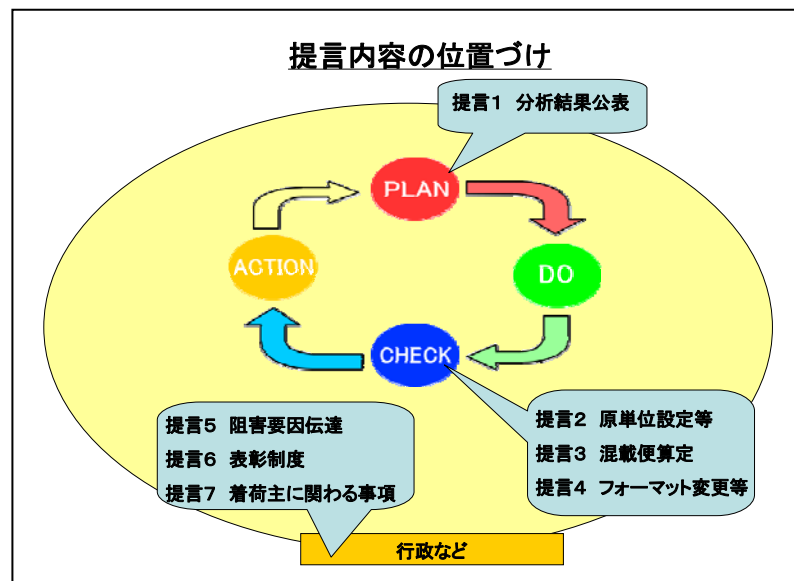 提言内容の位置づけ
提言1 分析結果公表
PLAN
ACTION
DO
CHECK
提言2 原単位設定等
提言3 混載便算定
提言4 フォーマット変更等
提言5 阻害要因伝達
提言6 表彰制度
提言7 着荷主に関わる事項
行政など